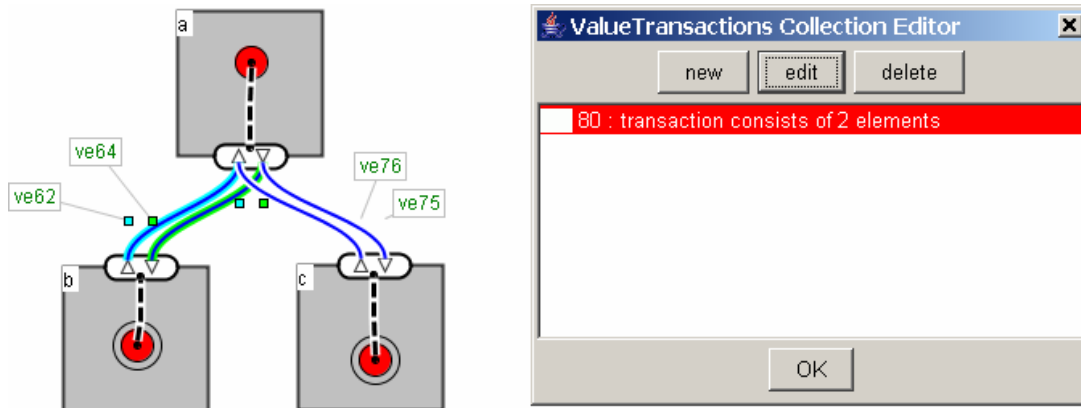 a
ve64
ve62
ve76
ve75
b
c
ValueTransactions Collection Editor
new
edit
delete
80 : transaction consists of 2 elements
OK